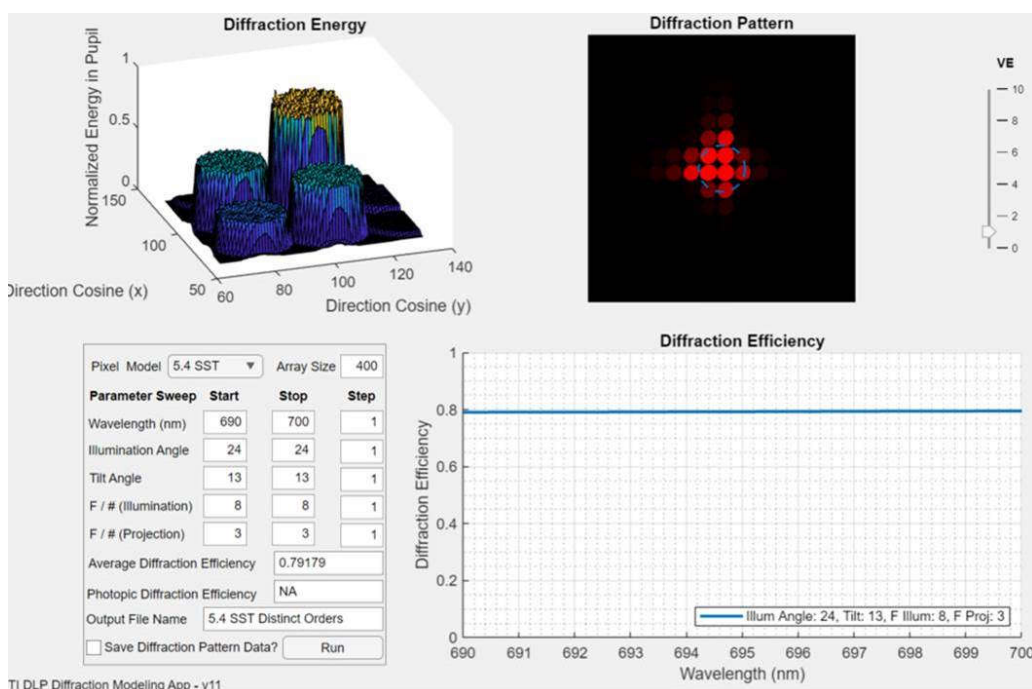 Diffraction Energy
Normalized Energy in Pupil
1
0.5
0
150
100
50
60
80
100
120
140
Direction Cosine (x)
Direction Cosine (y)
Diffraction Pattern
VE
10
8
6
4
2
0
Pixel Model 5.4 SST Array Size 400
Parameter Sweep Start Stop Step
Wavelength (nm) 690 700 1
Illumination Angle 24 24 1
Tilt Angle 13 13 1
F / # (Illumination) 8 8 1
F / # (Projection) 3 3 1
Average Diffraction Efficiency 0.79179
Photopic Diffraction Efficiency NA
Output File Name 5.4 SST Distinct Orders
Save Diffraction Pattern Data? Run
TI DLP Diffraction Modeling App - v11
Diffraction Efficiency
Diffraction Efficiency
1
0.8
0.6
0.4
0.2
0
Illum Angle: 24, Tilt: 13, F Illum: 8, F Proj: 3
690 691 692 693 694 695 696 697 698 699 700
Wavelength (nm)